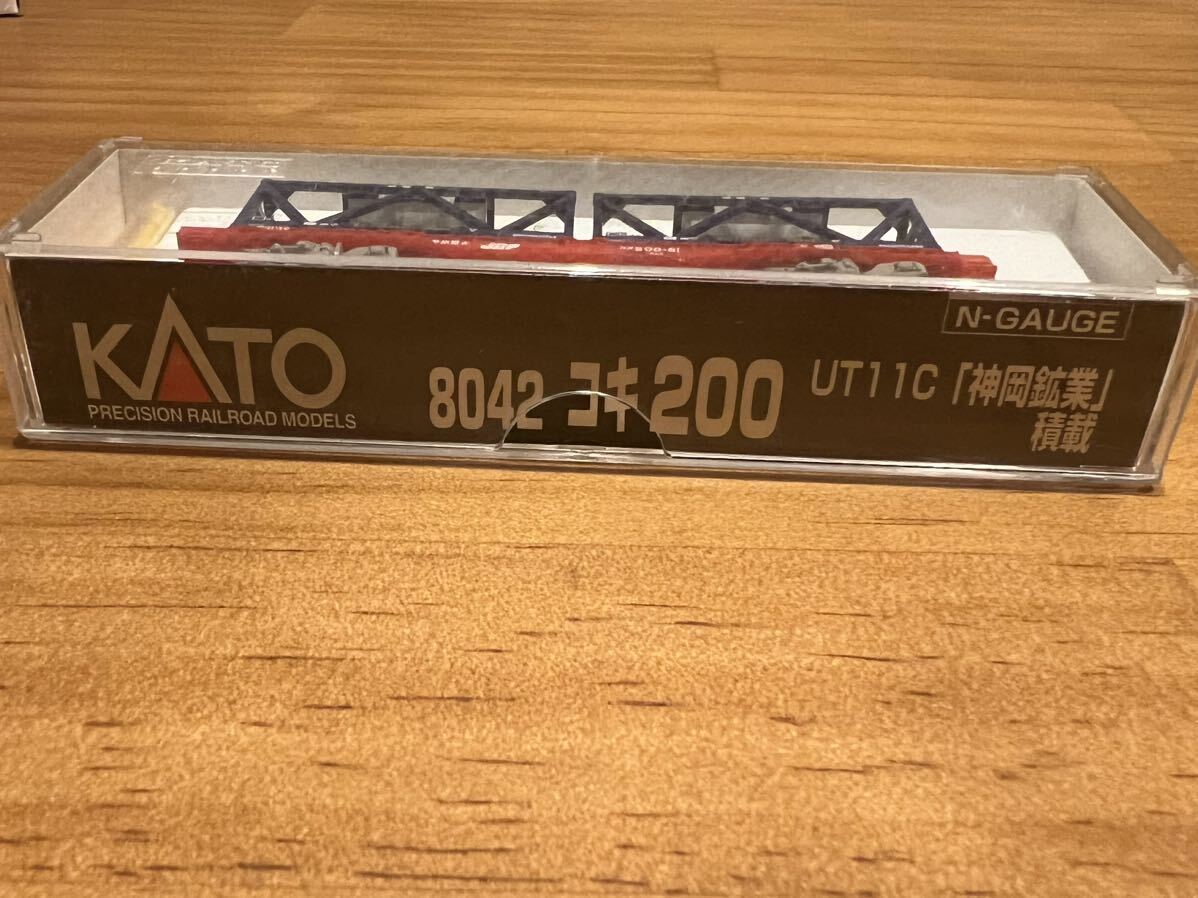 KATO
PRECISION RAILROAD MODELS
8042 コキ200
N-GAUGE
UT11C「神岡鉱業」
積載